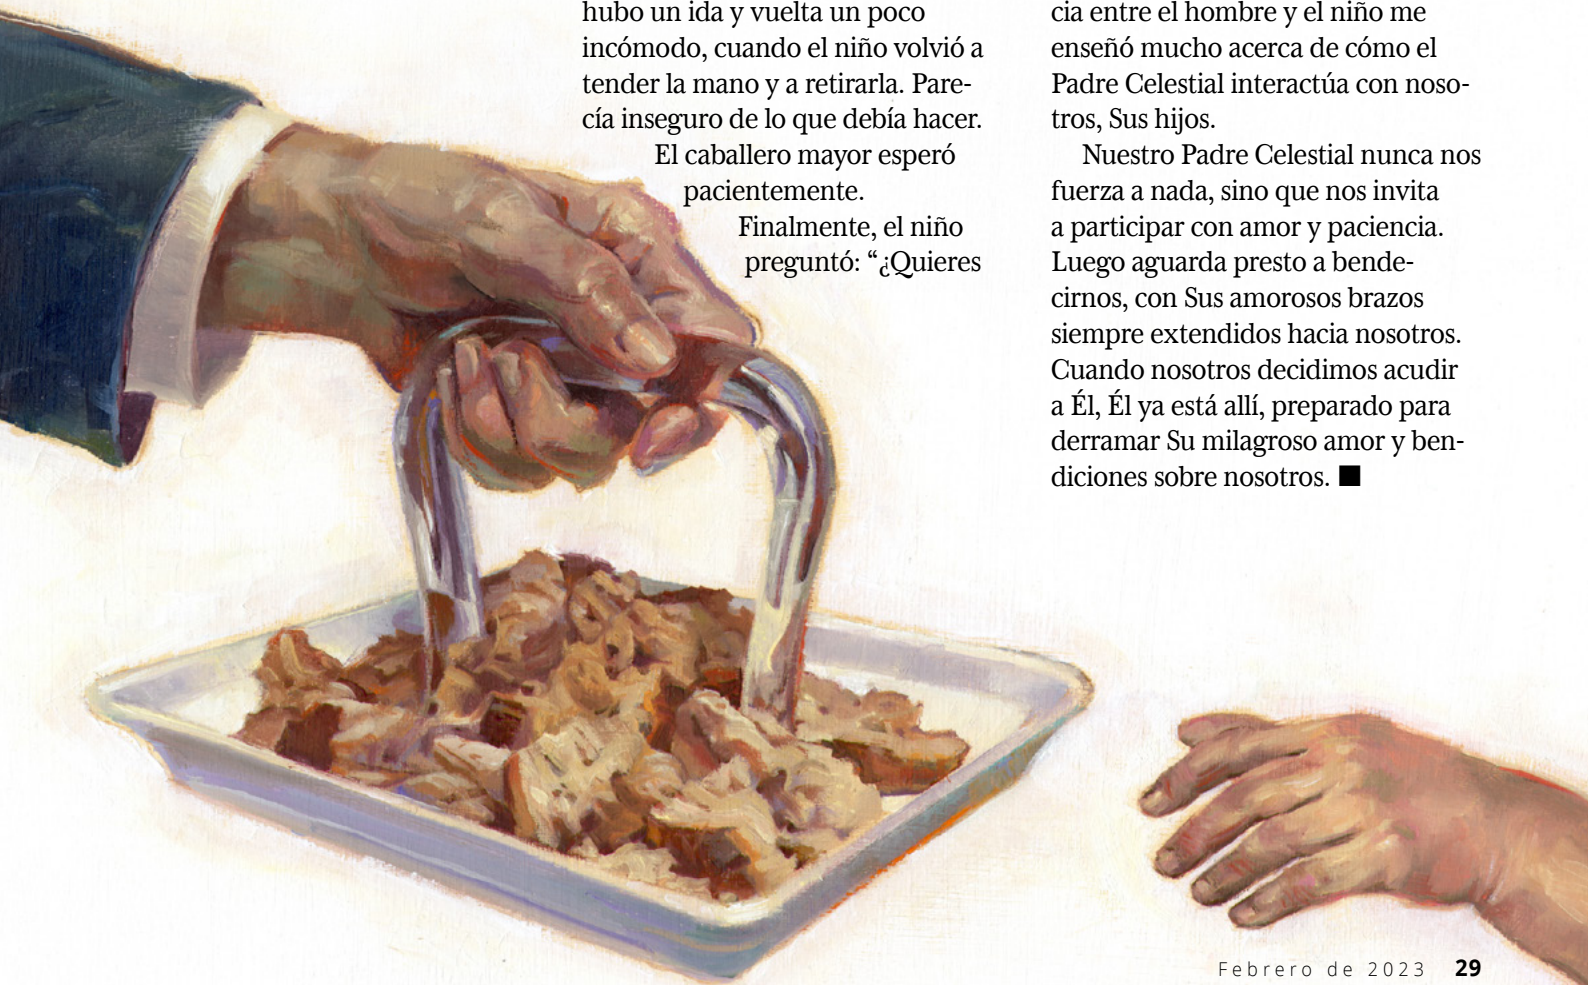 hubo un ida y vuelta un poco
incómodo, cuando el niño volvió a
tender la mano y a retirarla. Pare-
cía inseguro de lo que debía hacer.
El caballero mayor esperó
pacientemente.
Finalmente, el niño
preguntó: “¿Quieres
cia entre el hombre y el niño me
enseñó mucho acerca de cómo el
Padre Celestial interactúa con noso-
tros, Sus hijos.
Nuestro Padre Celestial nunca nos
fuerza a nada, sino que nos invita
a participar con amor y paciencia.
Luego aguarda presto a bende-
cirnos, con Sus amorosos brazos
siempre extendidos hacia nosotros.
Cuando nosotros decidimos acudir
a Él, Él ya está allí, preparado para
derramar Su milagroso amor y ben-
diciones sobre nosotros. ■
Febrero de 2023 29